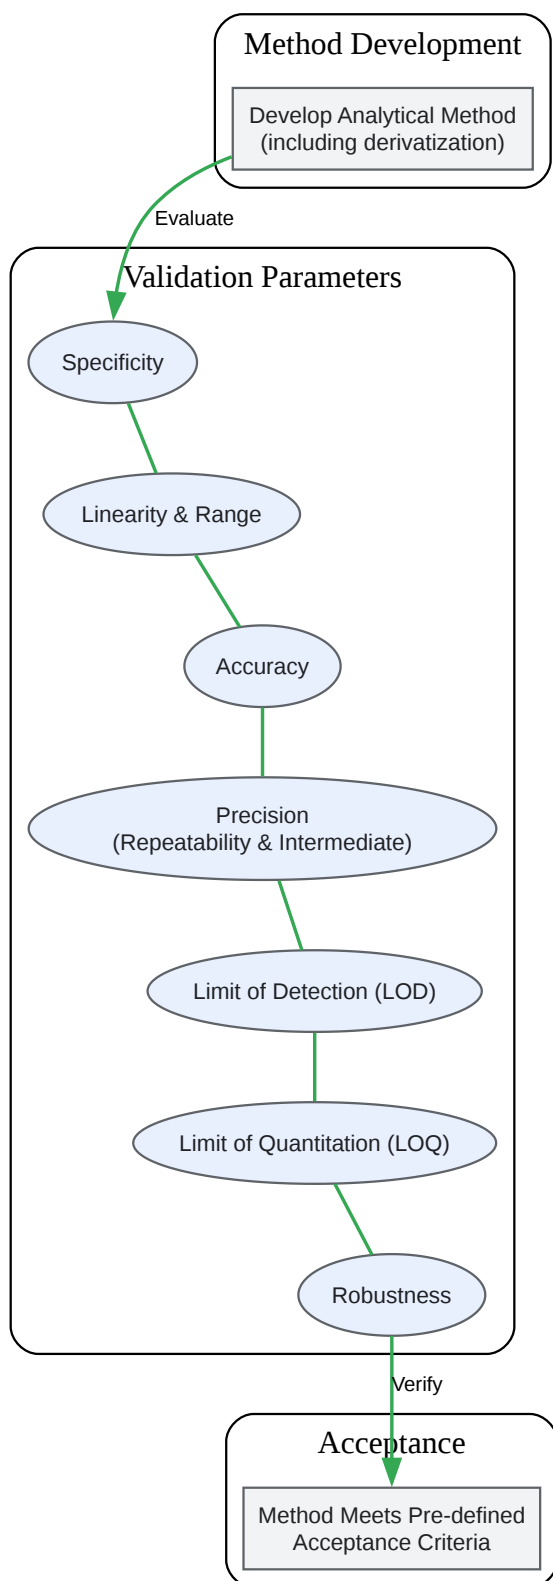 Method Development
Develop Analytical Method
(including derivatization)
Evaluate
Validation Parameters
Specificity
Linearity & Range
Accuracy
Precision
(Repeatability & Intermediate)
Limit of Detection (LOD)
Limit of Quantitation (LOQ)
Robustness
Verify
Acceptance
Method Meets Pre-defined
Acceptance Criteria